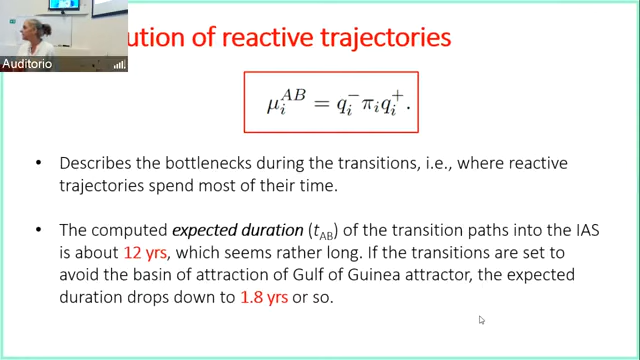 ution of reactive trajectories
Auditorio
μ_i^{AB} = q_i^- π_i q_i^+.
• Describes the bottlenecks during the transitions, i.e., where reactive
trajectories spend most of their time.
• The computed expected duration (t_AB) of the transition paths into the IAS
is about 12 yrs, which seems rather long. If the transitions are set to
avoid the basin of attraction of Gulf of Guinea attractor, the expected
duration drops down to 1.8 yrs or so.